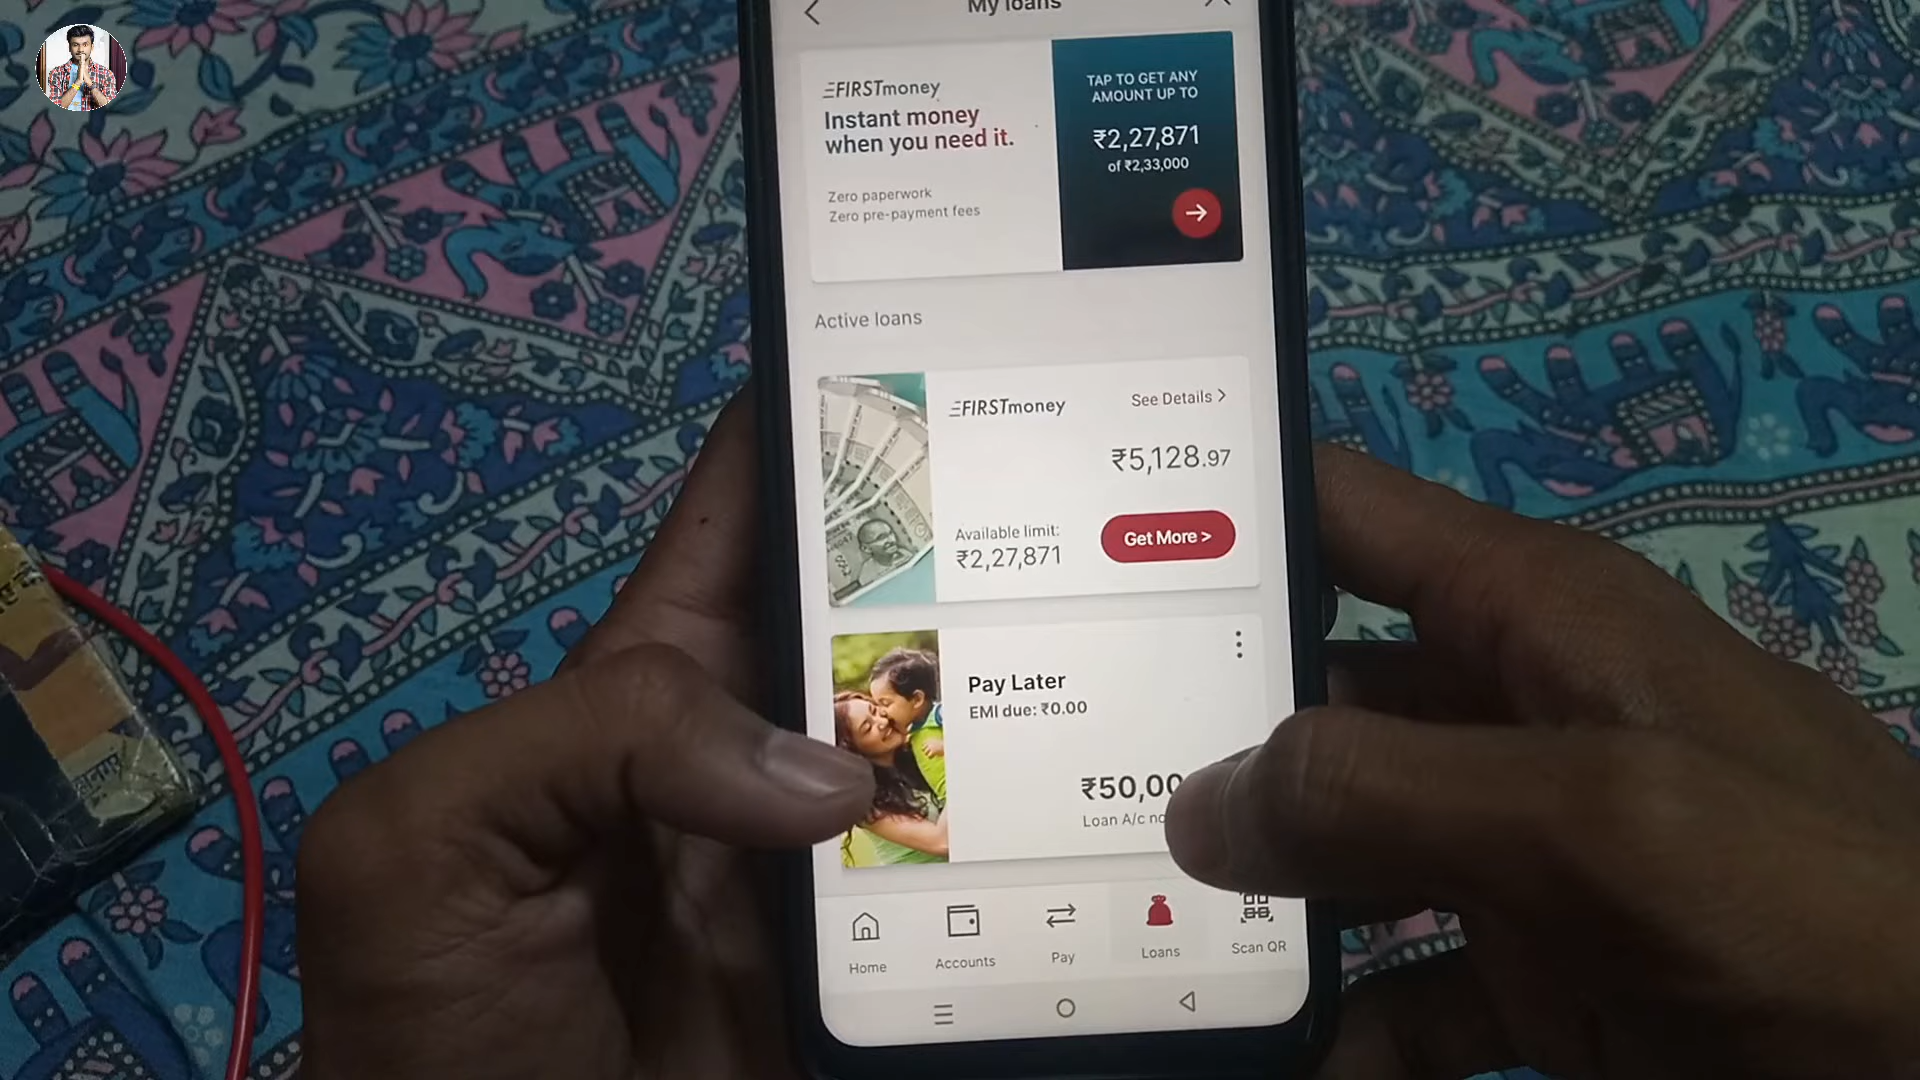 My loans
FIRSTmoney
Instant money
when you need it.
Zero paperwork
Zero pre-payment fees
TAP TO GET ANY
AMOUNT UP TO
₹2,27,871
of ₹2,33,000
Active loans
FIRSTmoney
See Details >
₹5,128.97
Available limit:
₹2,27,871
Get More >
Pay Later
EMI due: ₹0.00
₹50,00
Loan A/c no
Home
Accounts
Pay
Loans
Scan QR